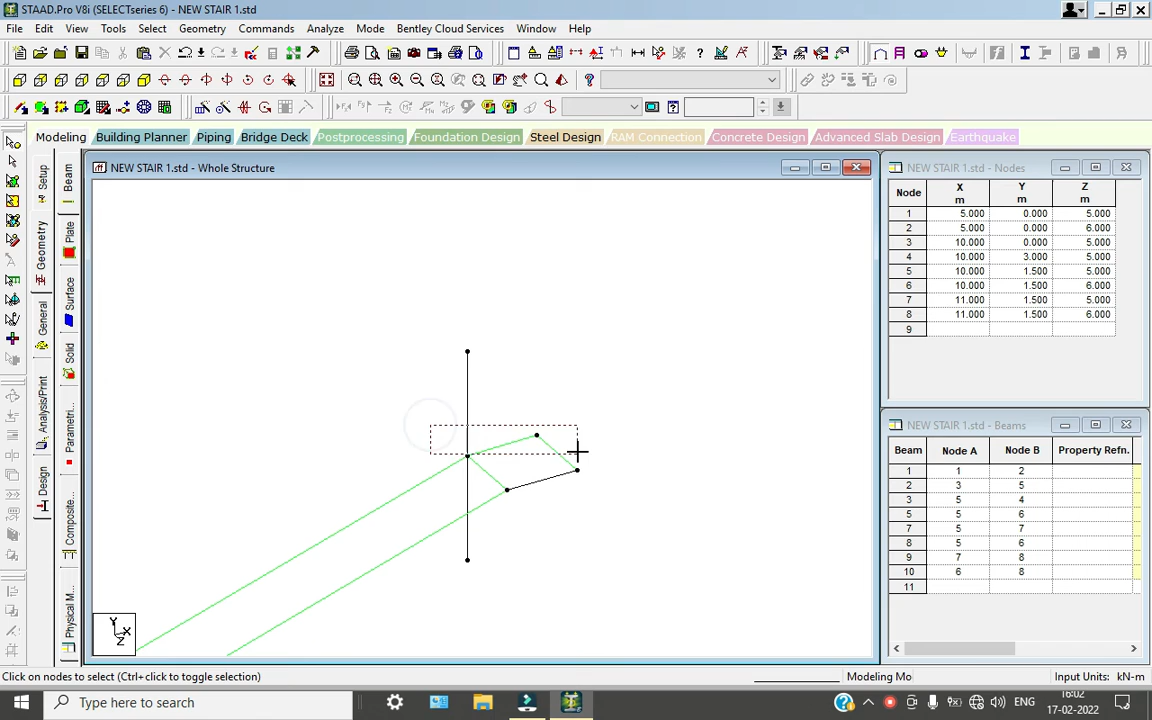 STAAD.Pro V8i (SELECTseries 6) - NEW STAIR 1.std
File Edit View Tools Select Geometry Commands Analyze Mode Bentley Cloud Services Window Help
Modeling Building Planner Piping Bridge Deck Postprocessing Foundation Design Steel Design RAM Connection Concrete Design Advanced Slab Design Earthquake
Setup
Geometry
General
Analysis/Print
Design
Beam
Plate
Surface
Solid
Parametri...
Composite...
Physical M...
NEW STAIR 1.std - Whole Structure
Y
X
Z
NEW STAIR 1.std - Nodes
Node X m Y m Z m
1 5.000 0.000 5.000
2 5.000 0.000 6.000
3 10.000 0.000 5.000
4 10.000 3.000 5.000
5 10.000 1.500 5.000
6 10.000 1.500 6.000
7 11.000 1.500 5.000
8 11.000 1.500 6.000
9
NEW STAIR 1.std - Beams
Beam Node A Node B Property Refn.
1 1 2
2 3 5
3 5 4
5 5 6
7 5 7
8 5 6
9 7 8
10 6 8
11
Click on nodes to select (Ctrl+click to toggle selection) Modeling Mo Input Units: kN-m
Type here to search
ENG
16:02
17-02-2022